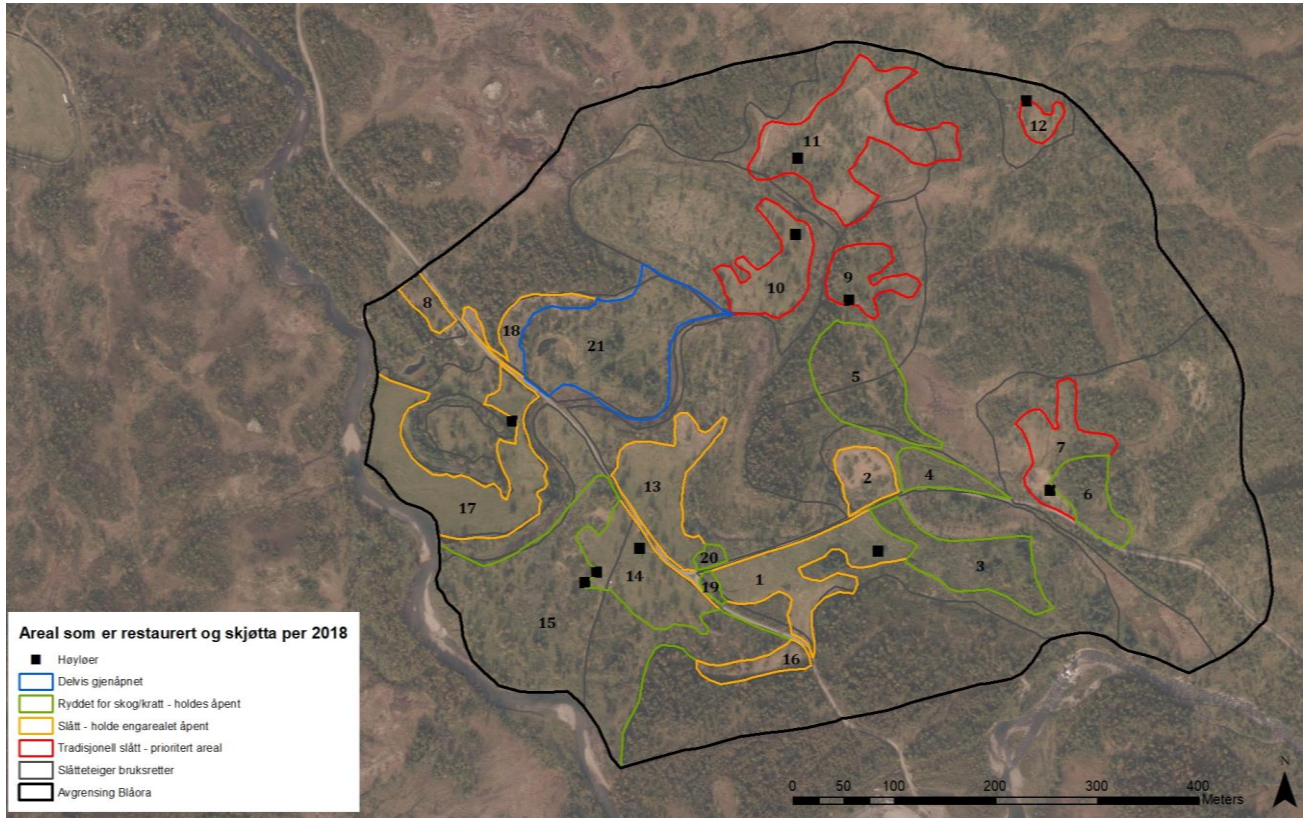 12
11
9
10
8
18
21
5
7
2
4
6
13
17
20
3
14
19
1
15
16
Areal som er restaurert og skjøtta per 2018
Høyløer
Delvis gjenåpnet
Ryddet for skog/kratt - holdes åpent
Slått - holde engarealet åpent
Tradisjonell slått - prioritert areal
Slåtteteiger bruksretter
Avgrensing Blåora
N
0 50 100 200 300 400
Meters